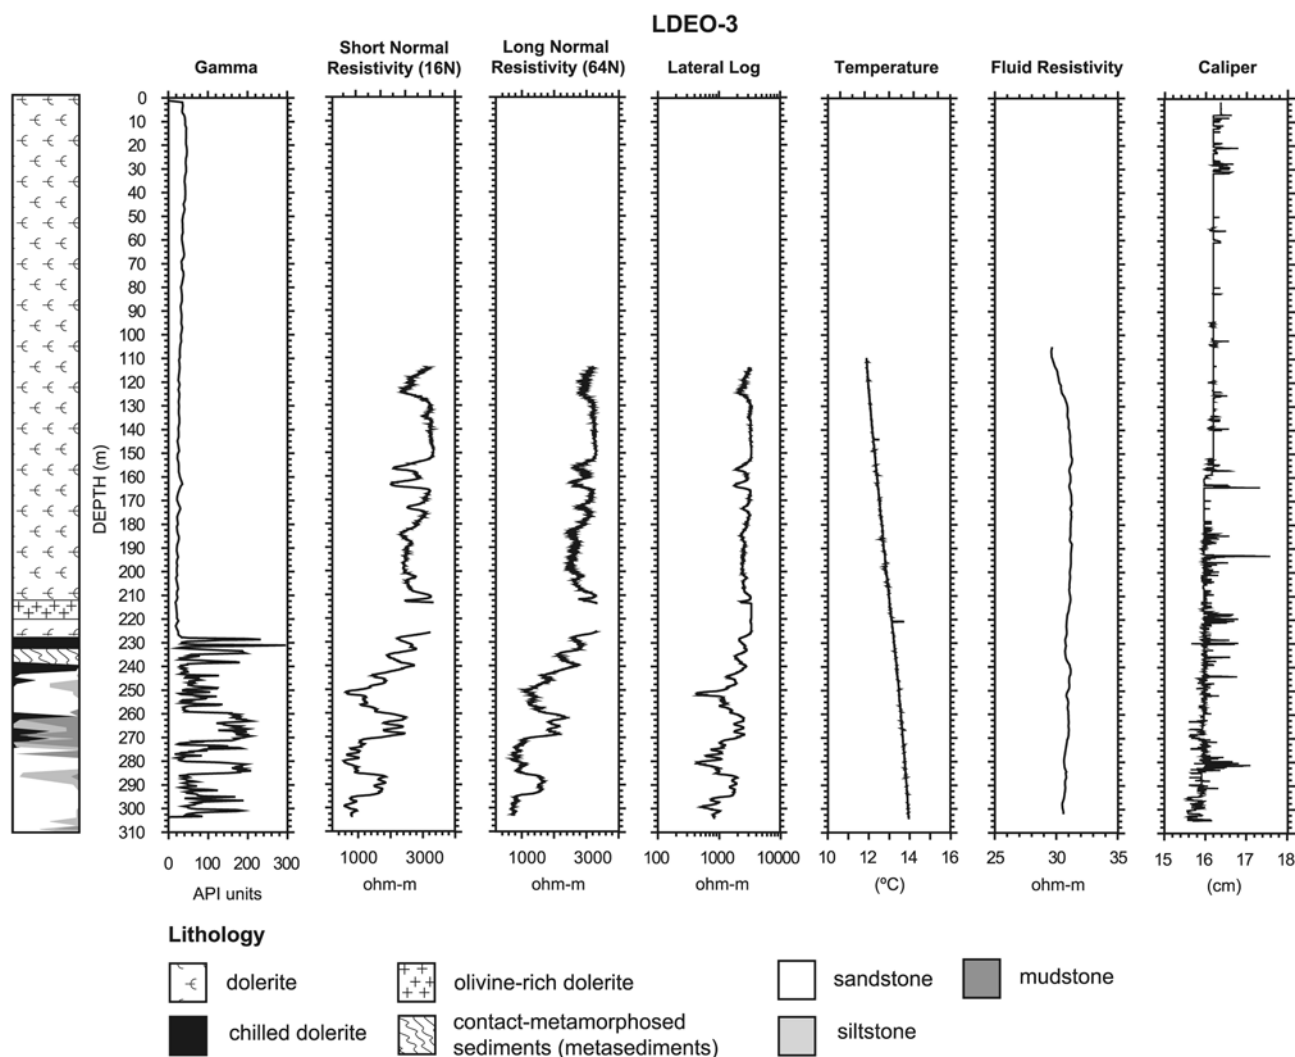 LDEO-3
Gamma
Short Normal
Resistivity (16N)
Long Normal
Resistivity (64N)
Lateral Log
Temperature
Fluid Resistivity
Caliper
DEPTH (m)
0
10
20
30
40
50
60
70
80
90
100
110
120
130
140
150
160
170
180
190
200
210
220
230
240
250
260
270
280
290
300
310
0 100 200 300
API units
1000 3000
ohm-m
1000 3000
ohm-m
100 1000 10000
ohm-m
10 12 14 16
(ºC)
25 30 35
ohm-m
15 16 17 18
(cm)
Lithology
dolerite
olivine-rich dolerite
sandstone
mudstone
chilled dolerite
contact-metamorphosed
sediments (metasediments)
siltstone